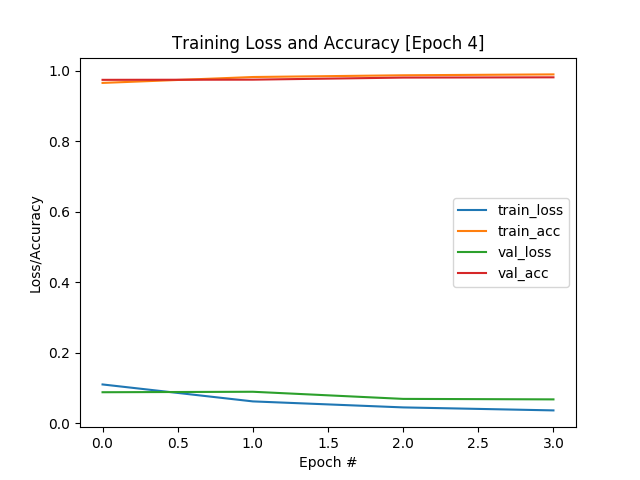 Training Loss and Accuracy [Epoch 4]
1.0
0.8
0.6
0.4
0.2
0.0
Loss/Accuracy
train_loss
train_acc
val_loss
val_acc
0.0 0.5 1.0 1.5 2.0 2.5 3.0
Epoch #